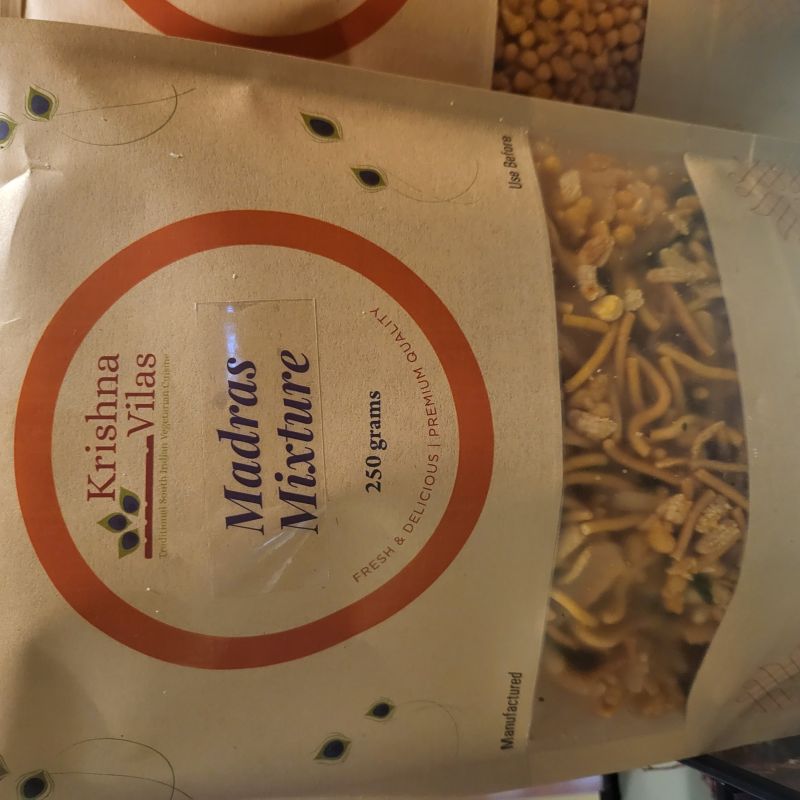 Krishna
Vilas
Traditional South Indian Vegetarian Cuisine
Madras
Mixture
250 grams
FRESH & DELICIOUS | PREMIUM QUALITY
Manufactured
Use Before